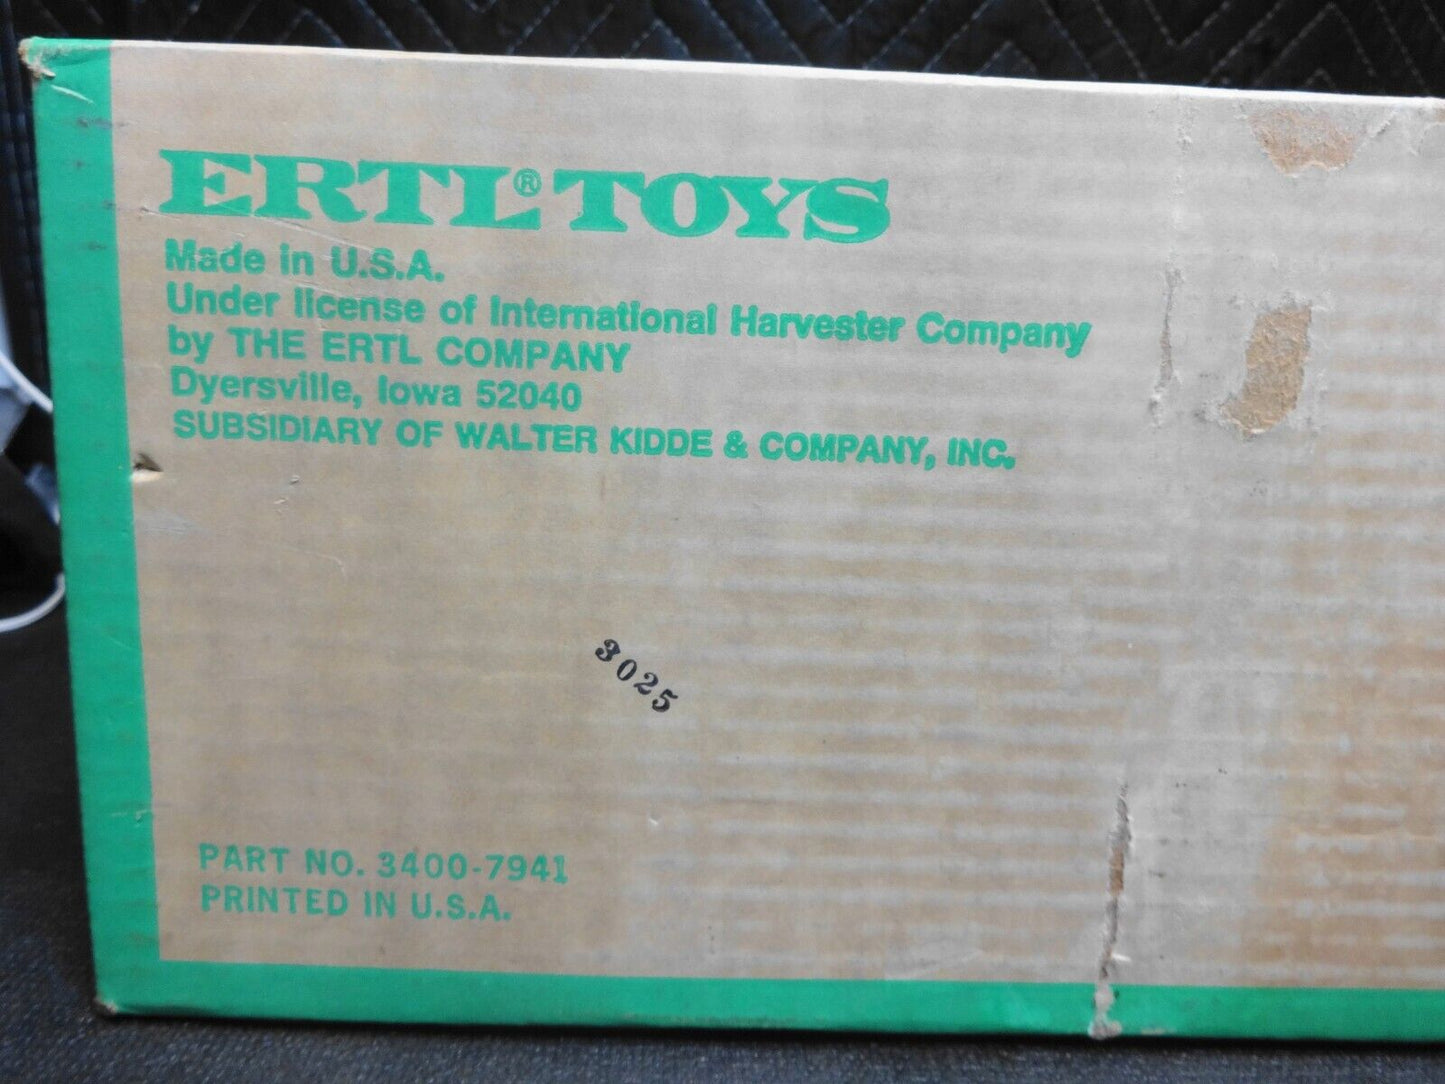 ERTL® TOYS
Made in U.S.A.
Under license of International Harvester Company
by THE ERTL COMPANY
Dyersville, Iowa 52040
SUBSIDIARY OF WALTER KIDDE & COMPANY, INC.
3025
PART NO. 3400-7941
PRINTED IN U.S.A.